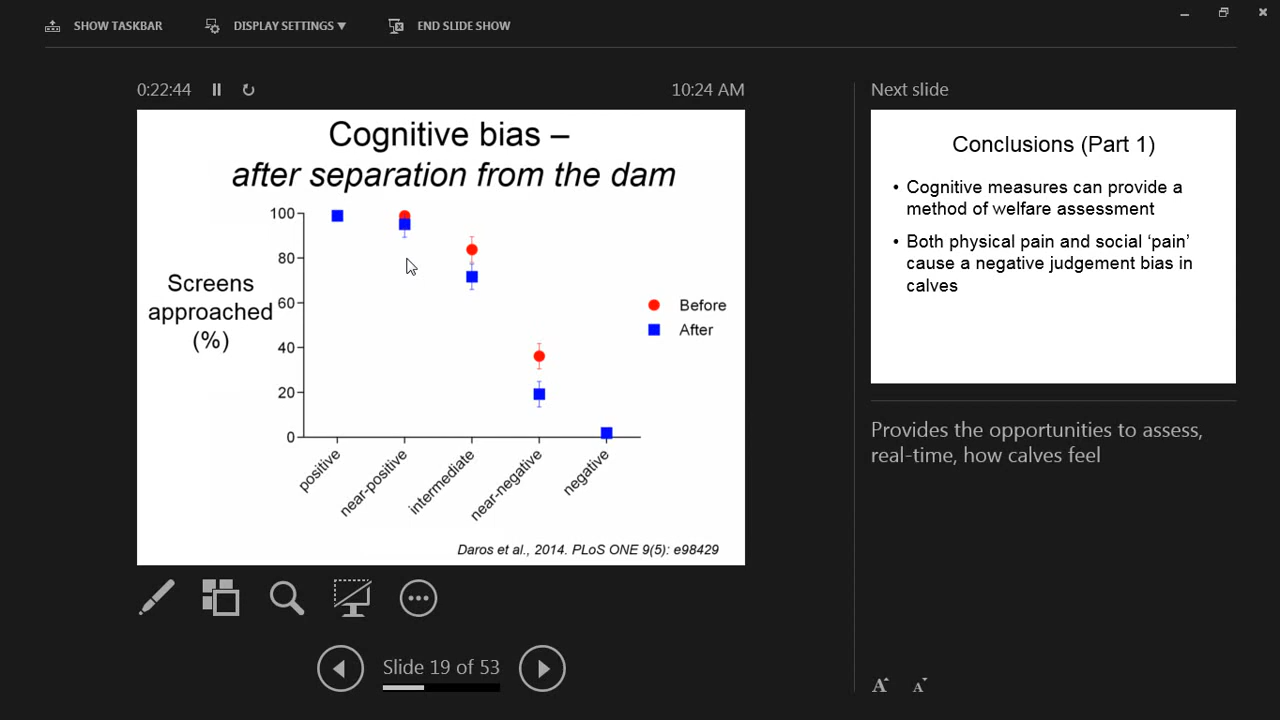 SHOW TASKBAR
DISPLAY SETTINGS ▼
END SLIDE SHOW
0:22:44
10:24 AM
Cognitive bias –
after separation from the dam
Screens
approached
(%)
100
80
60
40
20
0
positive
near-positive
intermediate
near-negative
negative
Before
After
Daros et al., 2014. PLoS ONE 9(5): e98429
Slide 19 of 53
Next slide
Conclusions (Part 1)
• Cognitive measures can provide a
method of welfare assessment
• Both physical pain and social ‘pain’
cause a negative judgement bias in
calves
Provides the opportunities to assess,
real-time, how calves feel
A A